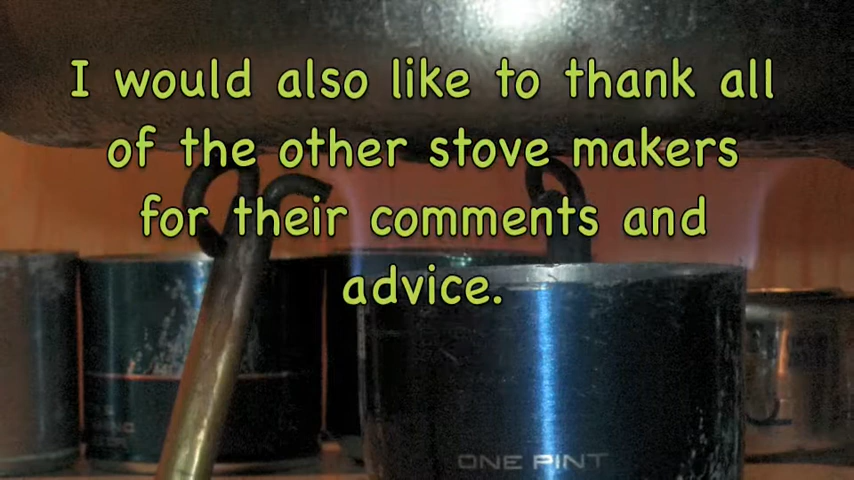 I would also like to thank all
of the other stove makers
for their comments and
advice.
ONE PINT